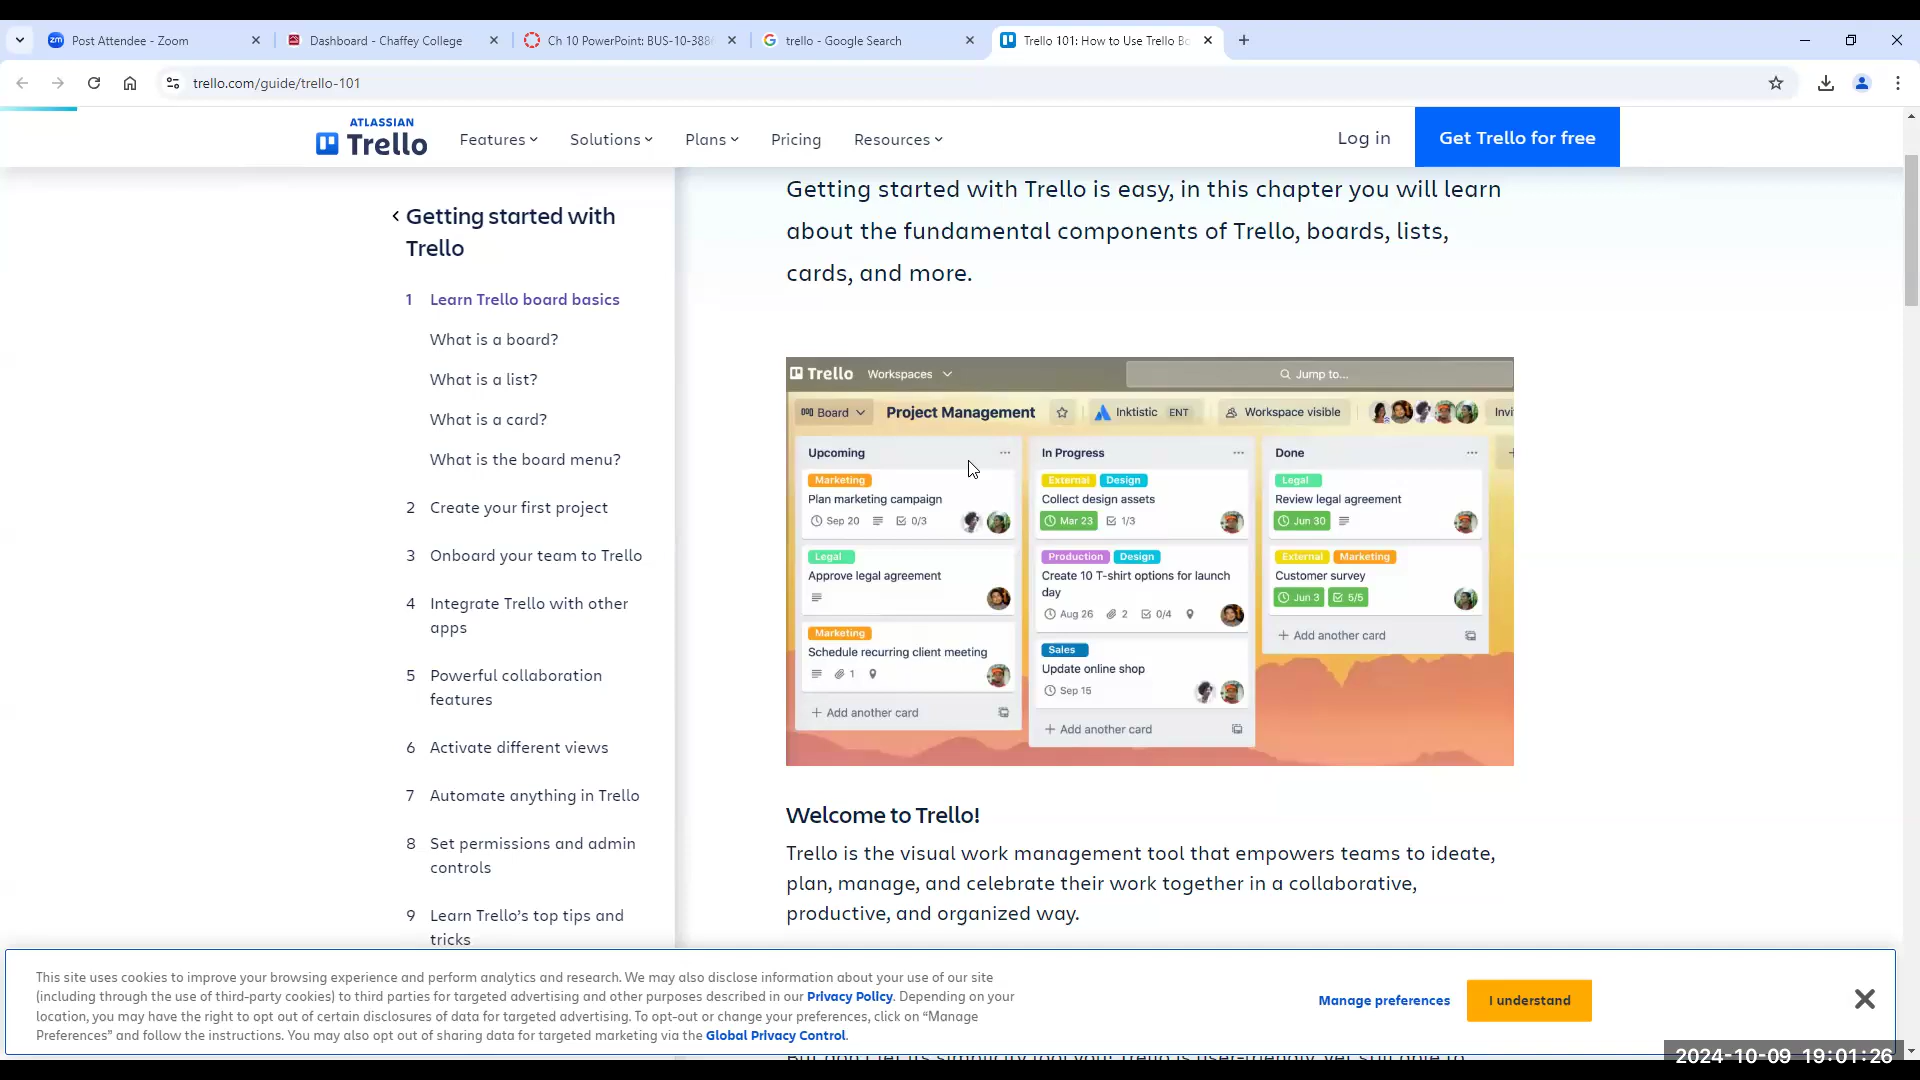 Post Attendee - Zoom
Dashboard - Chaffey College
Ch 10 PowerPoint: BUS-10-388
trello - Google Search
Trello 101: How to Use Trello Bo
trello.com/guide/trello-101
ATLASSIAN
Trello
Features
Solutions
Plans
Pricing
Resources
Log in
Get Trello for free
Getting started with
Trello
1 Learn Trello board basics
What is a board?
What is a list?
What is a card?
What is the board menu?
2 Create your first project
3 Onboard your team to Trello
4 Integrate Trello with other
apps
5 Powerful collaboration
features
6 Activate different views
7 Automate anything in Trello
8 Set permissions and admin
controls
9 Learn Trello’s top tips and
tricks
Getting started with Trello is easy, in this chapter you will learn
about the fundamental components of Trello, boards, lists,
cards, and more.
Trello Workspaces Jump to...
Board Project Management Inktistic ENT Workspace visible Invi
Upcoming
Marketing
Plan marketing campaign
Sep 20 0/3
Legal
Approve legal agreement
Marketing
Schedule recurring client meeting
1
+ Add another card
In Progress
External Design
Collect design assets
Mar 23 1/3
Production Design
Create 10 T-shirt options for launch
day
Aug 26 2 0/4
Sales
Update online shop
Sep 15
+ Add another card
Done
Legal
Review legal agreement
Jun 30
External Marketing
Customer survey
Jun 3 5/5
+ Add another card
Welcome to Trello!
Trello is the visual work management tool that empowers teams to ideate,
plan, manage, and celebrate their work together in a collaborative,
productive, and organized way.
This site uses cookies to improve your browsing experience and perform analytics and research. We may also disclose information about your use of our site
(including through the use of third-party cookies) to third parties for targeted advertising and other purposes described in our Privacy Policy. Depending on your
location, you may have the right to opt out of certain disclosures of data for targeted advertising. To opt-out or change your preferences, click on “Manage
Preferences” and follow the instructions. You may also opt out of sharing data for targeted marketing via the Global Privacy Control.
Manage preferences
I understand
2024-10-09 19:01:26